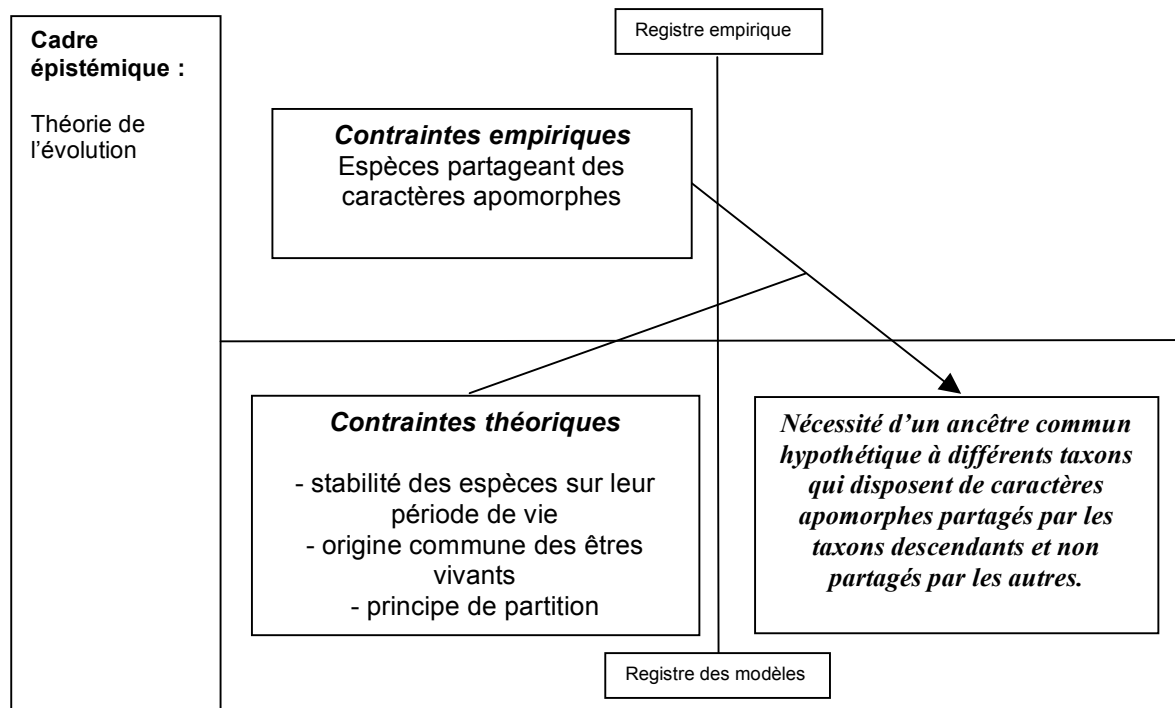 Cadre
épistémique :
Théorie de
l'évolution
Registre empirique
Contraintes empiriques
Espèces partageant des
caractères apomorphes
Contraintes théoriques
- stabilité des espèces sur leur
période de vie
- origine commune des êtres
vivants
- principe de partition
Nécessité d'un ancêtre commun
hypothétique à différents taxons
qui disposent de caractères
apomorphes partagés par les
taxons descendants et non
partagés par les autres.
Registre des modèles